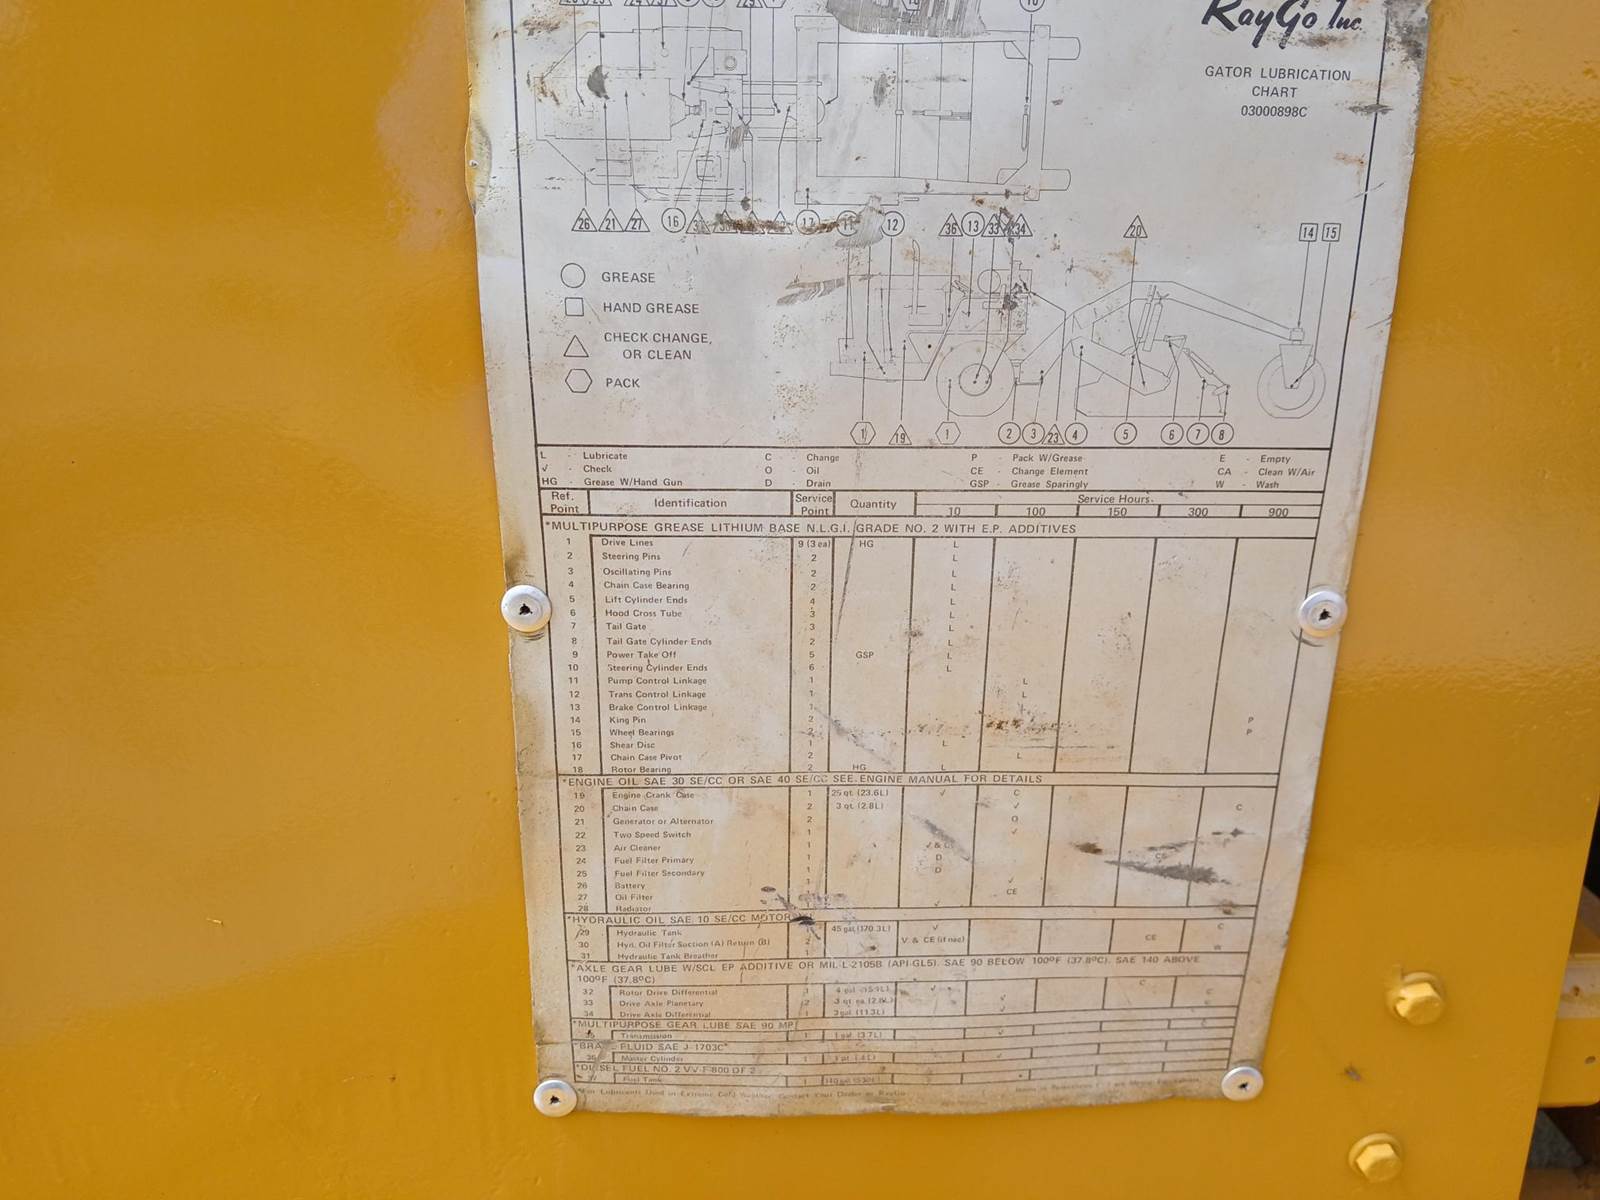 RayGo Inc.
GATOR LUBRICATION
CHART
03000898C
26 21 27 16 17 11 12 36 13 33 34 20 14 15
GREASE
HAND GREASE
CHECK CHANGE,
OR CLEAN
PACK
1 19 1 2 3 23 4 5 6 7 8
L - Lubricate C - Change P - Pack W/Grease E - Empty
√ - Check O - Oil CE - Change Element CA - Clean W/Air
HG - Grease W/Hand Gun D - Drain GSP - Grease Sparingly W - Wash
Ref. Point Identification Service Point Quantity Service Hours
10 100 150 300 900
*MULTIPURPOSE GREASE LITHIUM BASE N.L.G.I. GRADE NO. 2 WITH E.P. ADDITIVES
1 Drive Lines 9 (3 ea) HG L
2 Steering Pins 2 L
3 Oscillating Pins 2 L
4 Chain Case Bearing 2 L
5 Lift Cylinder Ends 4 L
6 Hood Cross Tube 3 L
7 Tail Gate 3 L
8 Tail Gate Cylinder Ends 2 L
9 Power Take Off 5 GSP L
10 Steering Cylinder Ends 6 L
11 Pump Control Linkage 1 L
12 Trans Control Linkage 1 L
13 Brake Control Linkage 1
14 King Pin 2 P
15 Wheel Bearings 2 P
16 Shear Disc 1 L
17 Chain Case Pivot 2 L
18 Rotor Bearing 2 HG L
*ENGINE OIL SAE 30 SE/CC OR SAE 40 SE/CC SEE ENGINE MANUAL FOR DETAILS
19 Engine Crank Case 1 25 qt. (23.6L) √ C
20 Chain Case 2 3 qt. (2.8L) √ C
21 Generator or Alternator 2 O
22 Two Speed Switch 1 √
23 Air Cleaner 1 √ &
24 Fuel Filter Primary 1 D
25 Fuel Filter Secondary 1 D
26 Battery 1 √
27 Oil Filter CE
28 Radiator √
*HYDRAULIC OIL SAE 10 SE/CC MOTOR
29 Hydraulic Tank 45 gal. (170.3L) √ C
30 Hyd. Oil Filter Suction (A) Return (B) 2 V & CE (if nec) CE
31 Hydraulic Tank Breather 1 W
*AXLE GEAR LUBE W/SCL EP ADDITIVE OR MIL-L-2105B (API-GL5). SAE 90 BELOW 100ºF (37.8ºC). SAE 140 ABOVE
100ºF (37.8ºC) C
32 Rotor Drive Differential 1 4 gal. √ C
33 Drive Axle Planetary 2 3 qt. ea. √
34 Drive Axle Differential 1 3 gal. (11.3L) √
*MULTIPURPOSE GEAR LUBE SAE 90 MP
Transmission 1 1 gal. (3.7L) √
FLUID SAE J-1703C*
36 Master Cylinder 1 √
*DIESEL FUEL NO. 2 VV-F-800 DF-2
Fuel Tank 1
*For Lubricants Used in Extreme Cold Weather, Contact Your Dealer or RayGo